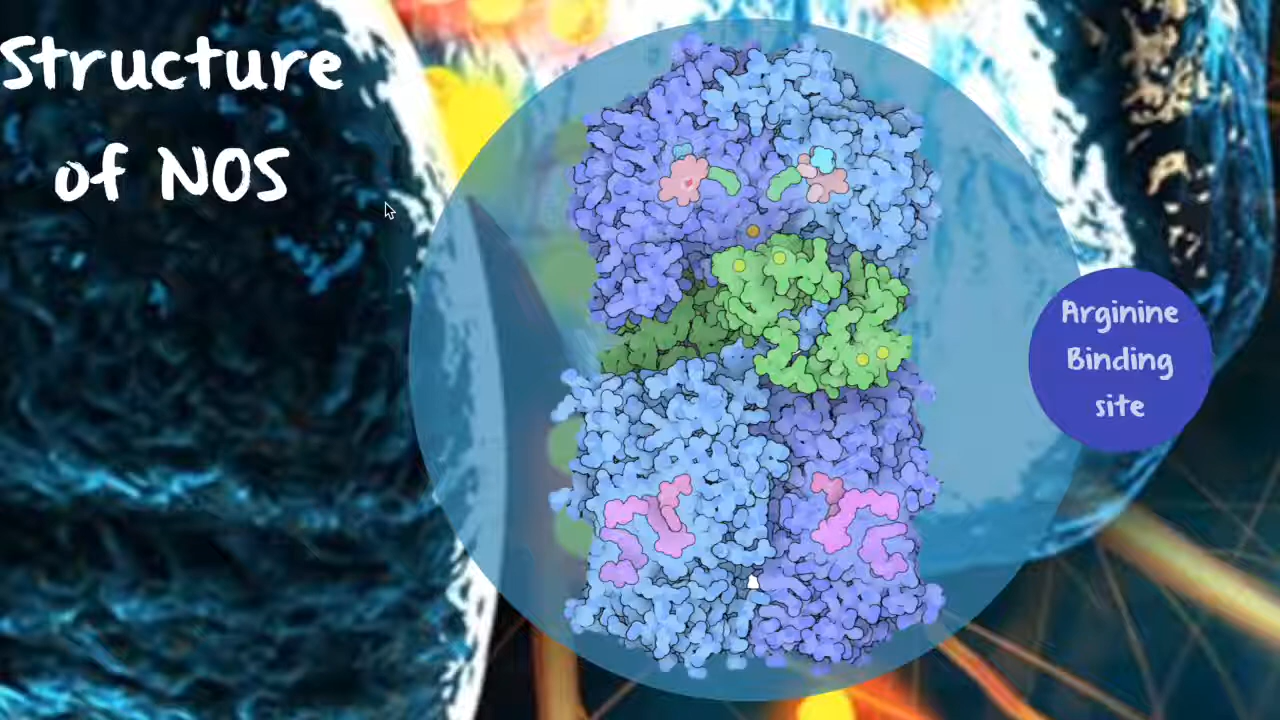 Structure
of NOS
Arginine
Binding
site